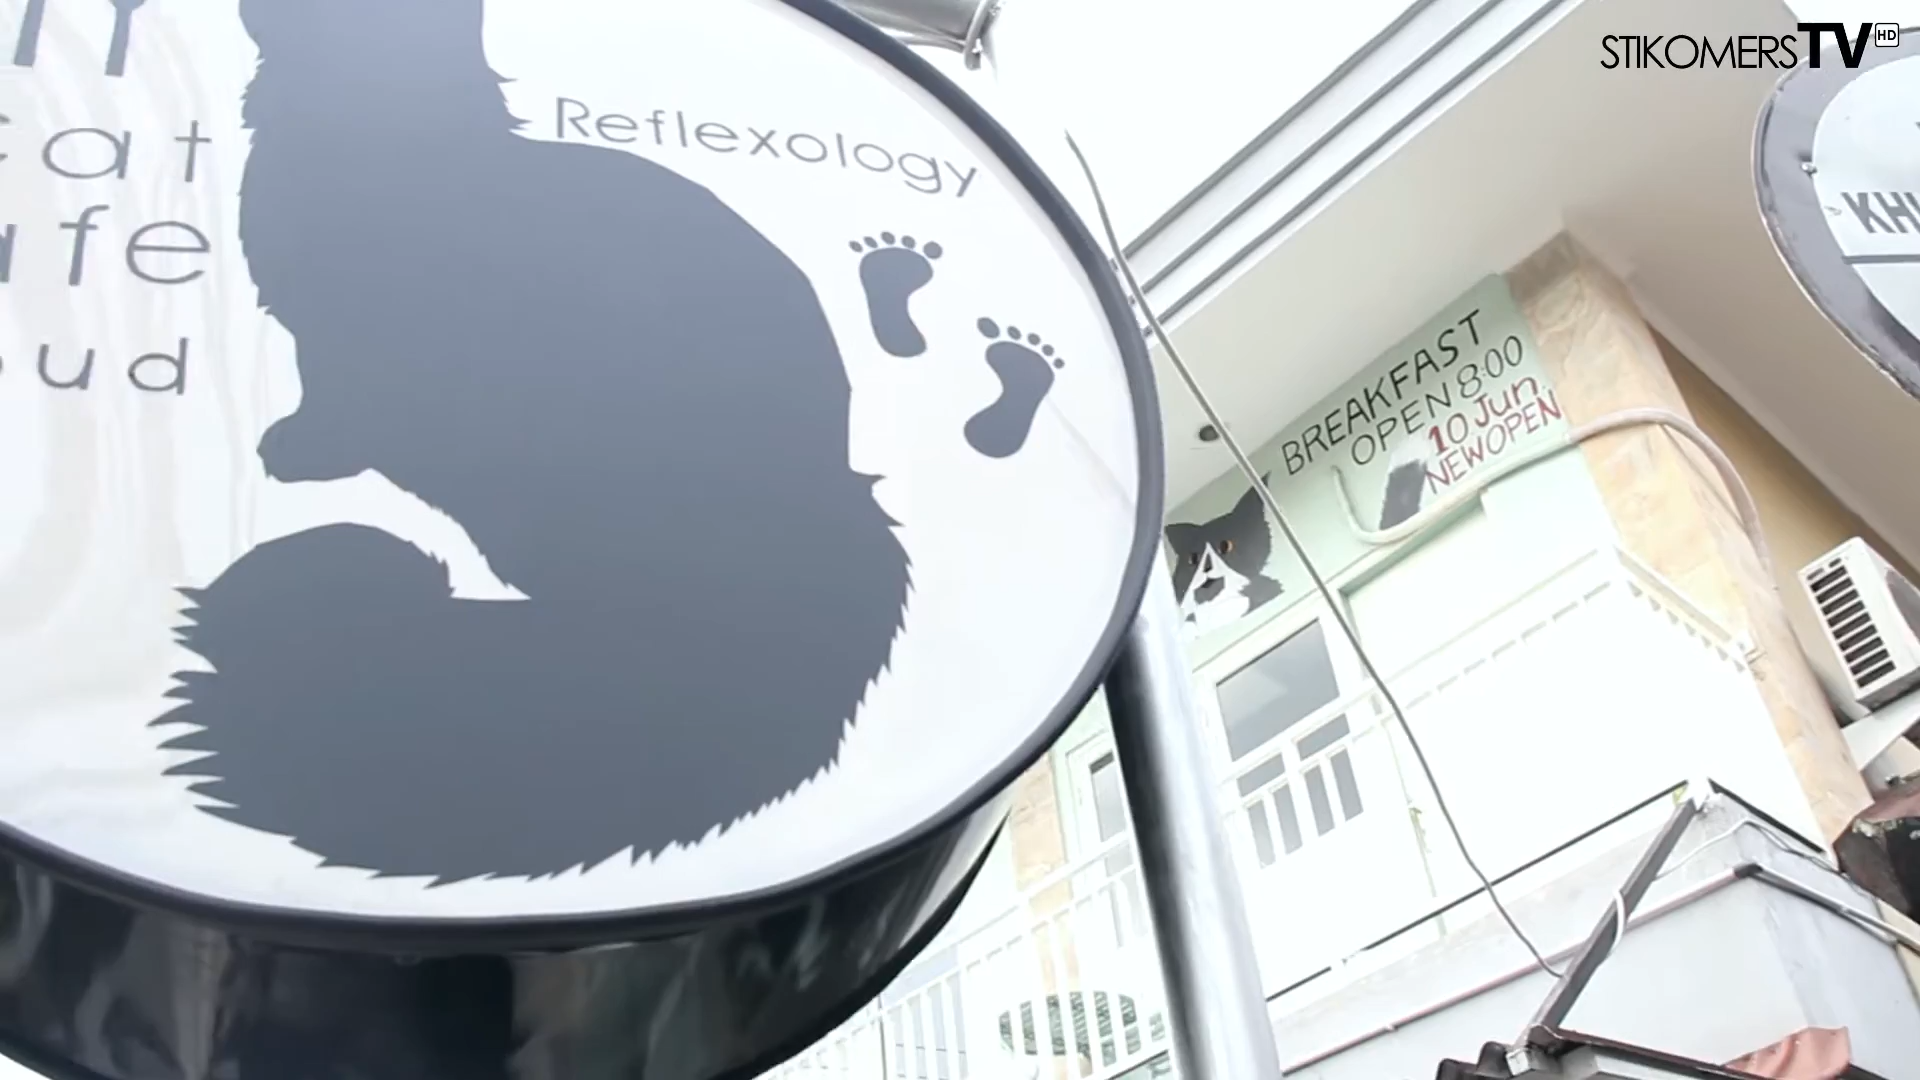 STIKOMERSTV HD
Reflexology
cat
afe
ud
BREAKFAST
OPEN 8:00
10 Jun.
NEWOPEN
KH